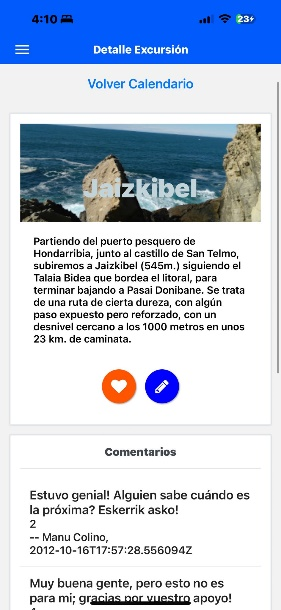 4:10
23
Detalle Excursión
Volver Calendario
Jaizkibel
Partiendo del puerto pesquero de
Hondarribia, junto al castillo de San Telmo,
subiremos a Jaizkibel (545m.) siguiendo el
Talaia Bidea que bordea el litoral, para
terminar bajando a Pasai Donibane. Se trata
de una ruta de cierta dureza, con algún
paso expuesto pero reforzado, con un
desnivel cercano a los 1000 metros en unos
23 km. de caminata.
Comentarios
Estuvo genial! Alguien sabe cuándo es
la próxima? Eskerrik asko!
2
-- Manu Colino,
2012-10-16T17:57:28.556094Z
Muy buena gente, pero esto no es
para mi; gracias por vuestro apoyo!